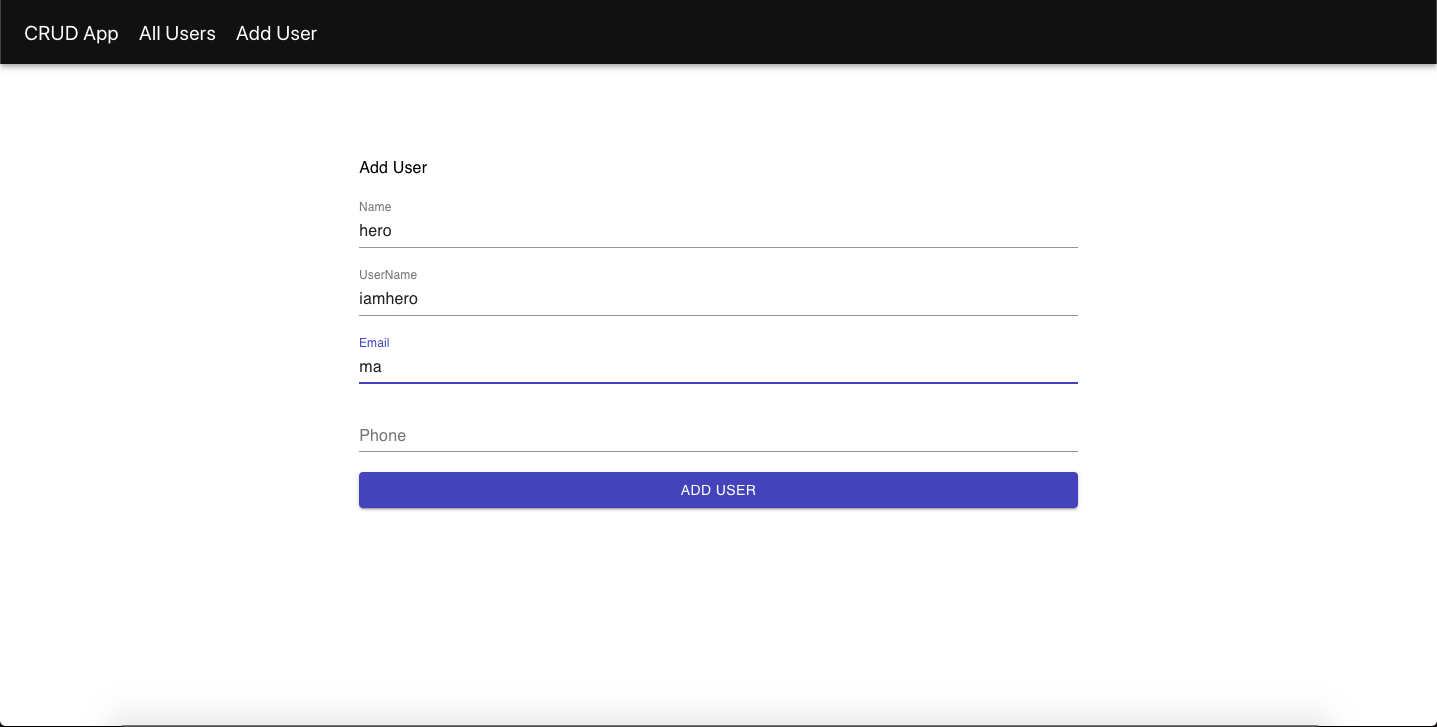 CRUD App All Users Add User
Add User
Name
hero
UserName
iamhero
Email
ma
Phone
ADD USER